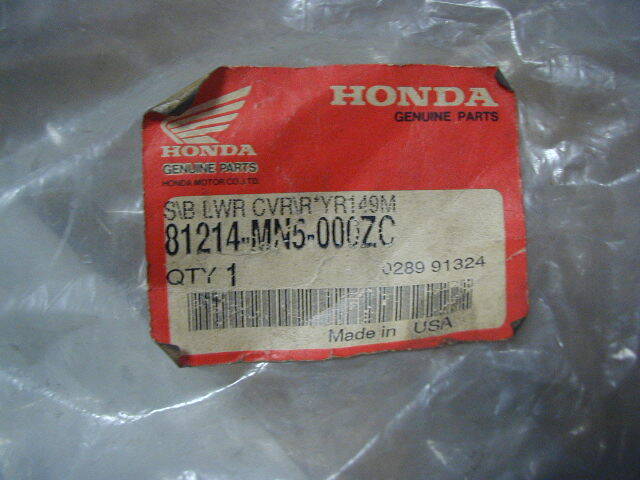 HONDA
GENUINE PARTS
HONDA
GENUINE PARTS
HONDA MOTOR CO., LTD.
S\B LWR CVR\R*YR149M
81214-MN5-000ZC
QTY 1
0289 91324
Made in USA